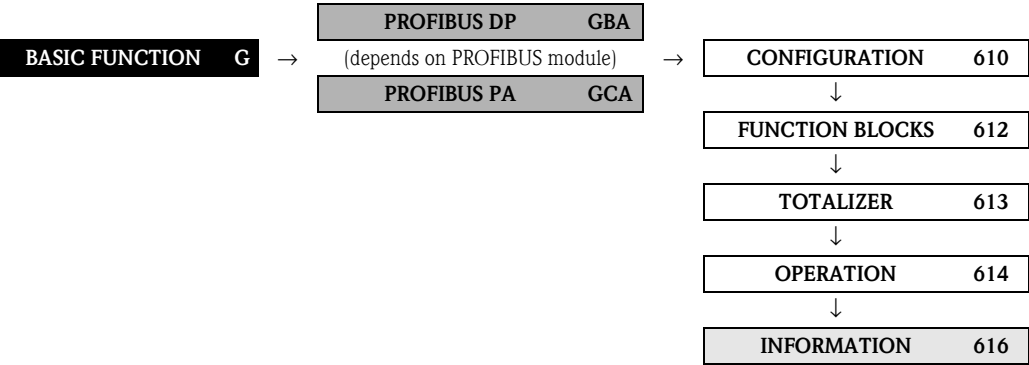 PROFIBUS DP GBA
BASIC FUNCTION G → (depends on PROFIBUS module) → CONFIGURATION 610
PROFIBUS PA GCA
↓
FUNCTION BLOCKS 612
↓
TOTALIZER 613
↓
OPERATION 614
↓
INFORMATION 616